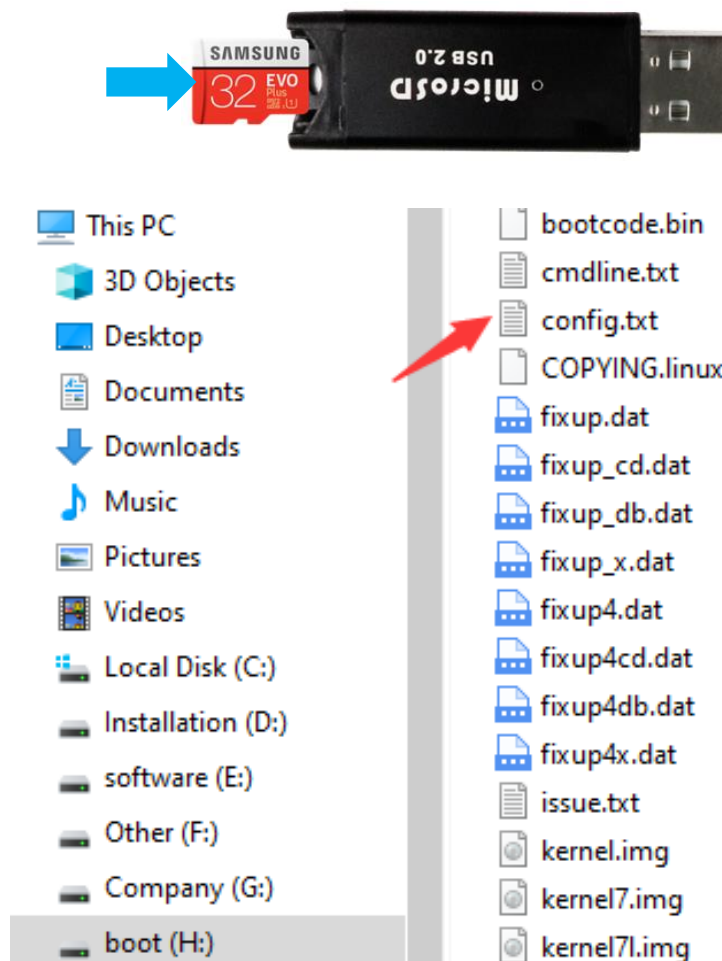 SAMSUNG
32 EVO
Plus
MicroSD
USB 2.0
This PC
3D Objects
Desktop
Documents
Downloads
Music
Pictures
Videos
Local Disk (C:)
Installation (D:)
software (E:)
Other (F:)
Company (G:)
boot (H:)
bootcode.bin
cmdline.txt
config.txt
COPYING.linux
fixup.dat
fixup_cd.dat
fixup_db.dat
fixup_x.dat
fixup4.dat
fixup4cd.dat
fixup4db.dat
fixup4x.dat
issue.txt
kernel.img
kernel7.img
kernel7l.img